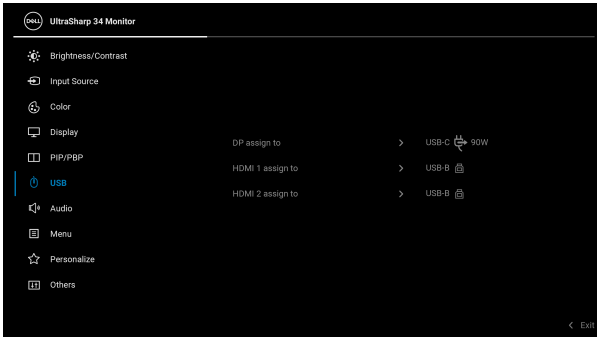 DELL UltraSharp 34 Monitor
Brightness/Contrast
Input Source
Color
Display
PIP/PBP
USB
Audio
Menu
Personalize
Others
DP assign to USB-C 90W
HDMI 1 assign to USB-B
HDMI 2 assign to USB-B
Exit